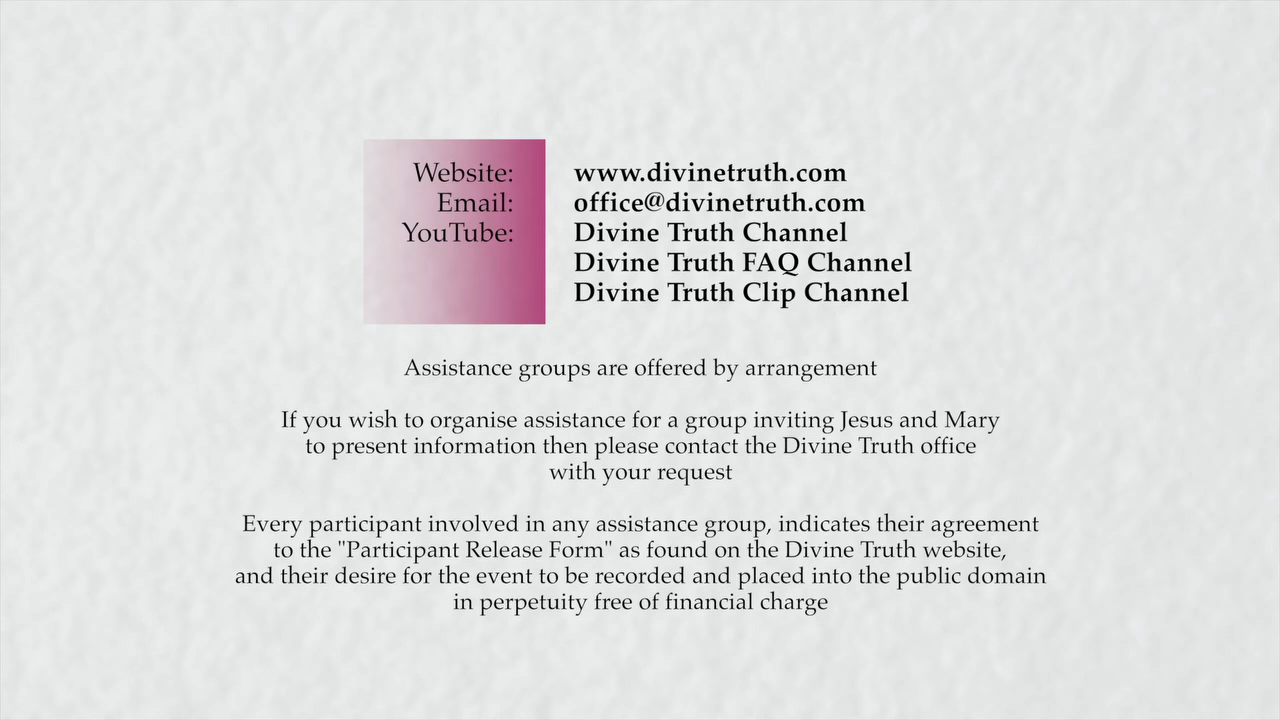 Website: www.divinetruth.com
Email: office@divinetruth.com
YouTube: Divine Truth Channel
Divine Truth FAQ Channel
Divine Truth Clip Channel
Assistance groups are offered by arrangement
If you wish to organise assistance for a group inviting Jesus and Mary
to present information then please contact the Divine Truth office
with your request
Every participant involved in any assistance group, indicates their agreement
to the "Participant Release Form" as found on the Divine Truth website,
and their desire for the event to be recorded and placed into the public domain
in perpetuity free of financial charge